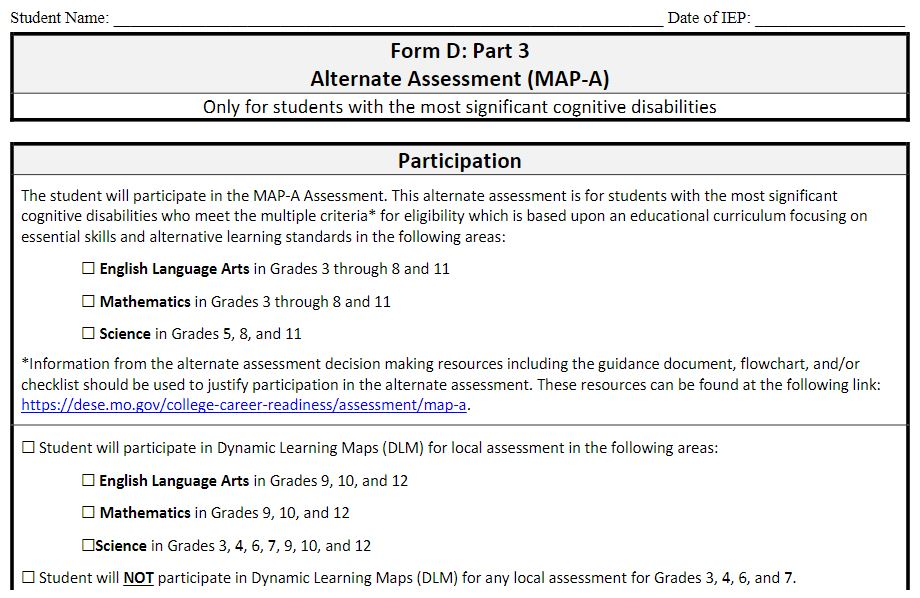 Student Name: ________________________________________________________________ Date of IEP: __________________
Form D: Part 3
Alternate Assessment (MAP-A)
Only for students with the most significant cognitive disabilities
Participation
The student will participate in the MAP-A Assessment. This alternate assessment is for students with the most significant
cognitive disabilities who meet the multiple criteria* for eligibility which is based upon an educational curriculum focusing on
essential skills and alternative learning standards in the following areas:
☐ English Language Arts in Grades 3 through 8 and 11
☐ Mathematics in Grades 3 through 8 and 11
☐ Science in Grades 5, 8, and 11
*Information from the alternate assessment decision making resources including the guidance document, flowchart, and/or
checklist should be used to justify participation in the alternate assessment. These resources can be found at the following link:
https://dese.mo.gov/college-career-readiness/assessment/map-a.
☐ Student will participate in Dynamic Learning Maps (DLM) for local assessment in the following areas:
☐ English Language Arts in Grades 9, 10, and 12
☐ Mathematics in Grades 9, 10, and 12
☐Science in Grades 3, 4, 6, 7, 9, 10, and 12
☐ Student will NOT participate in Dynamic Learning Maps (DLM) for any local assessment for Grades 3, 4, 6, and 7.